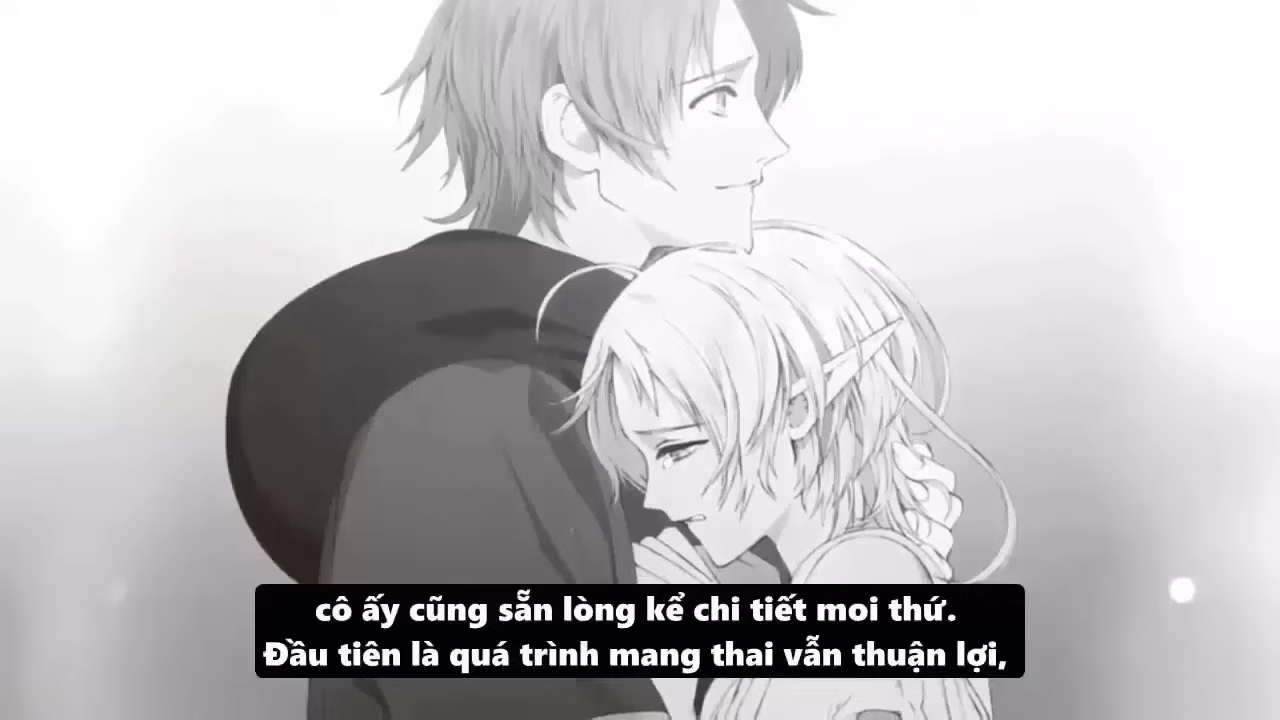 cô ấy cũng sẵn lòng kể chi tiết moi thứ.
Đầu tiên là quá trình mang thai vẫn thuận lợi,